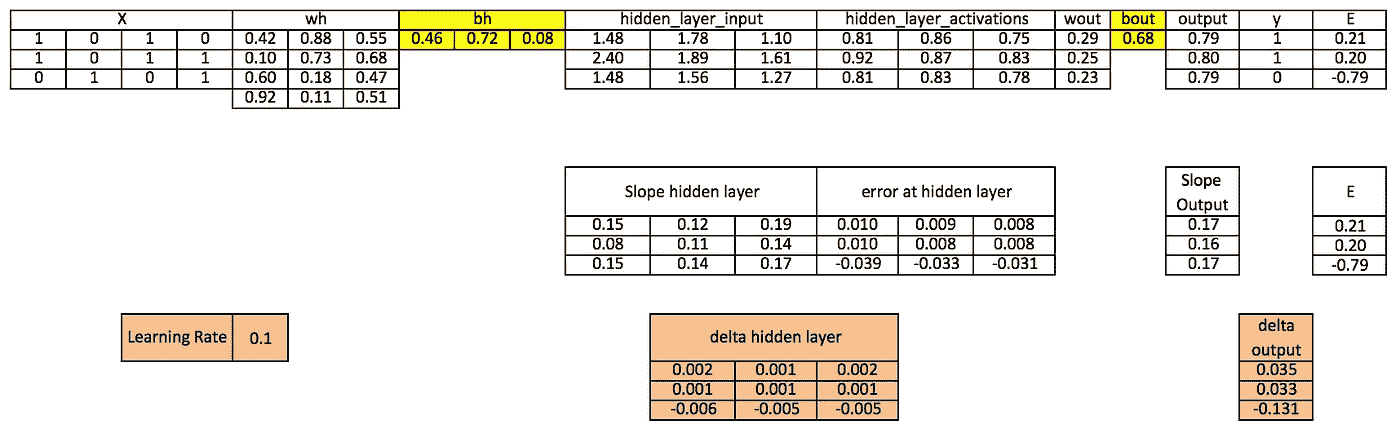 X wh bh hidden_layer_input hidden_layer_activations wout bout output y E
1 0 1 0 0.42 0.88 0.55 0.46 0.72 0.08 1.48 1.78 1.10 0.81 0.86 0.75 0.29 0.68 0.79 1 0.21
1 0 1 1 0.10 0.73 0.68 2.40 1.89 1.61 0.92 0.87 0.83 0.25 0.80 1 0.20
0 1 0 1 0.60 0.18 0.47 1.48 1.56 1.27 0.81 0.83 0.78 0.23 0.79 0 -0.79
0.92 0.11 0.51
Slope hidden layer error at hidden layer Slope
Output E
0.15 0.12 0.19 0.010 0.009 0.008 0.17 0.21
0.08 0.11 0.14 0.010 0.008 0.008 0.16 0.20
0.15 0.14 0.17 -0.039 -0.033 -0.031 0.17 -0.79
Learning Rate 0.1 delta hidden layer delta
output
0.002 0.001 0.002 0.035
0.001 0.001 0.001 0.033
-0.006 -0.005 -0.005 -0.131